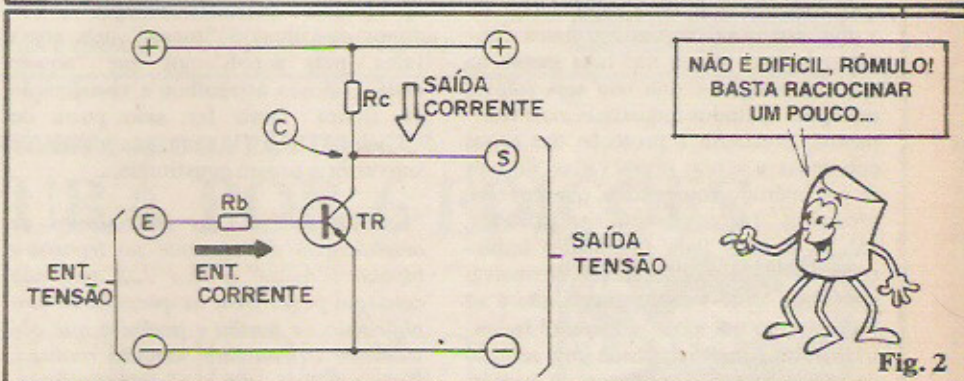 +
+
Rc
SAÍDA
CORRENTE
C
S
E
Rb
TR
ENT.
TENSÃO
ENT.
CORRENTE
SAÍDA
TENSÃO
−
−
NÃO É DIFÍCIL, RÔMULO!
BASTA RACIOCINAR
UM POUCO...
Fig. 2